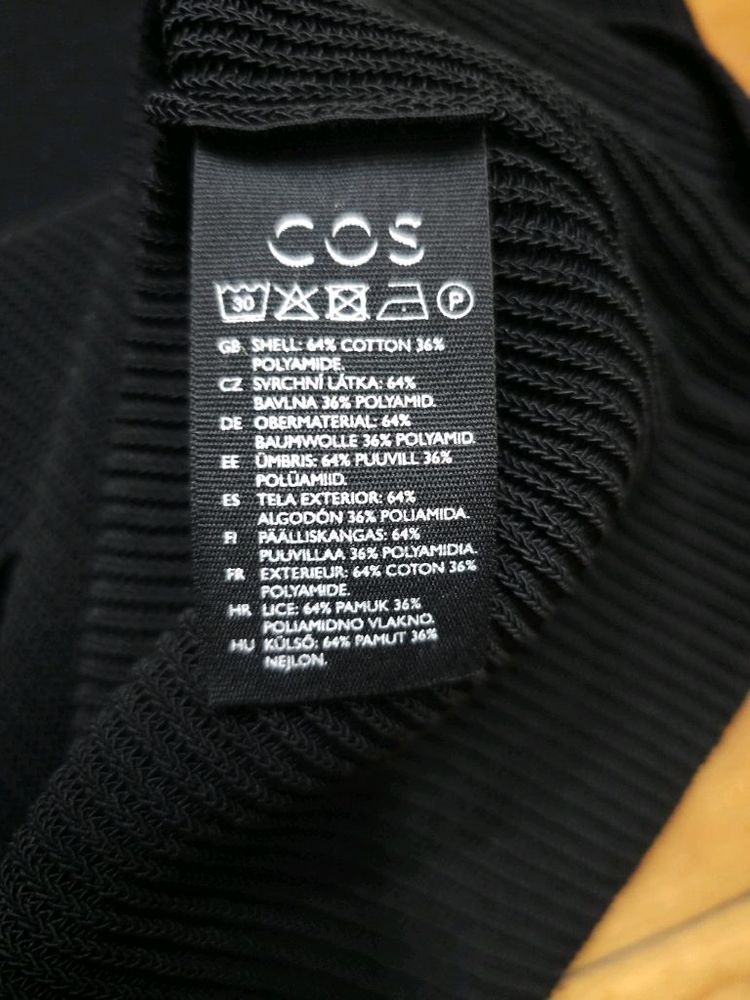 COS
30 P
GB SHELL: 64% COTTON 36%
POLYAMIDE.
CZ SVRCHNÍ LÁTKA: 64%
BAVLNA 36% POLYAMID.
DE OBERMATERIAL: 64%
BAUMWOLLE 36% POLYAMID.
EE ÜMBRIS: 64% PUUVILL 36%
POLÜAMIID.
ES TELA EXTERIOR: 64%
ALGODÓN 36% POLIAMIDA.
FI PÄÄLLISKANGAS: 64%
PUUVILLAA 36% POLYAMIDIA.
FR EXTERIEUR: 64% COTON 36%
POLYAMIDE.
HR LICE: 64% PAMUK 36%
POLIAMIDNO VLAKNO.
HU KÜLSŐ: 64% PAMUT 36%
NEJLON.